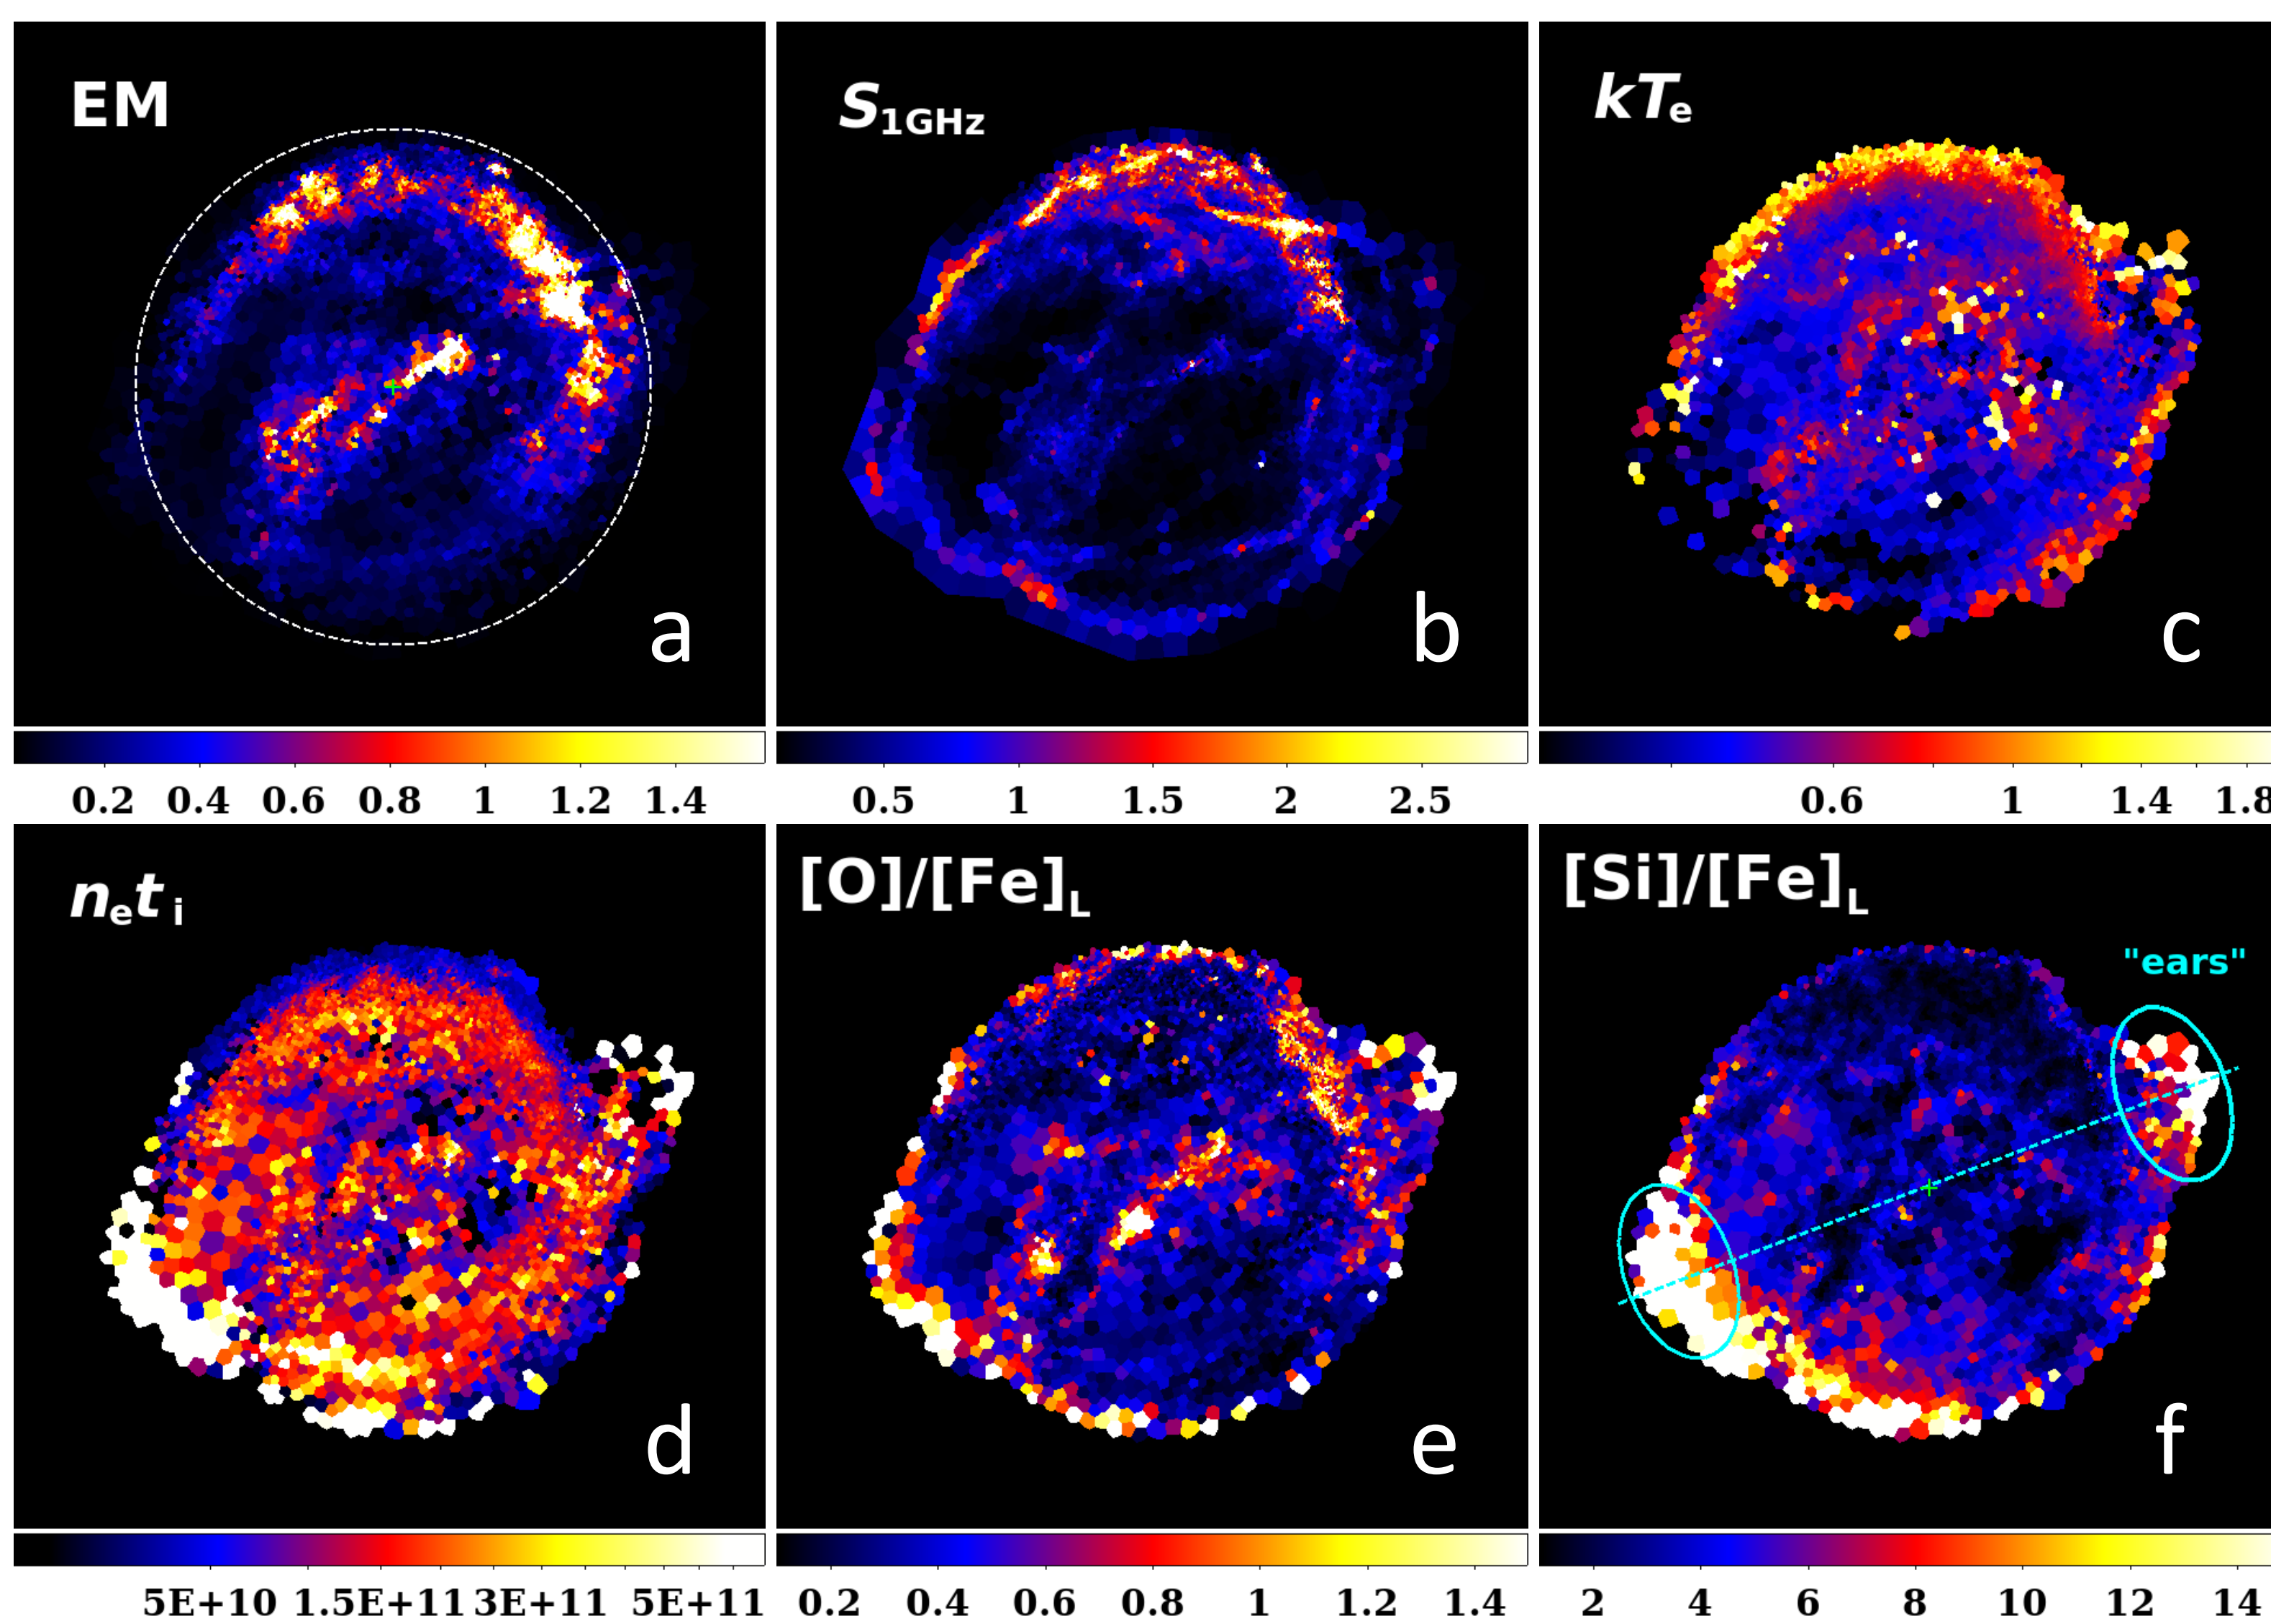 EM
S1GHz
kTe
a
b
c
0.2 0.4 0.6 0.8 1 1.2 1.4
0.5 1 1.5 2 2.5
0.6 1 1.4 1.8
neti
[O]/[Fe]L
[Si]/[Fe]L
"ears"
d
e
f
5E+10 1.5E+11 3E+11 5E+11
0.2 0.4 0.6 0.8 1 1.2 1.4
2 4 6 8 10 12 14